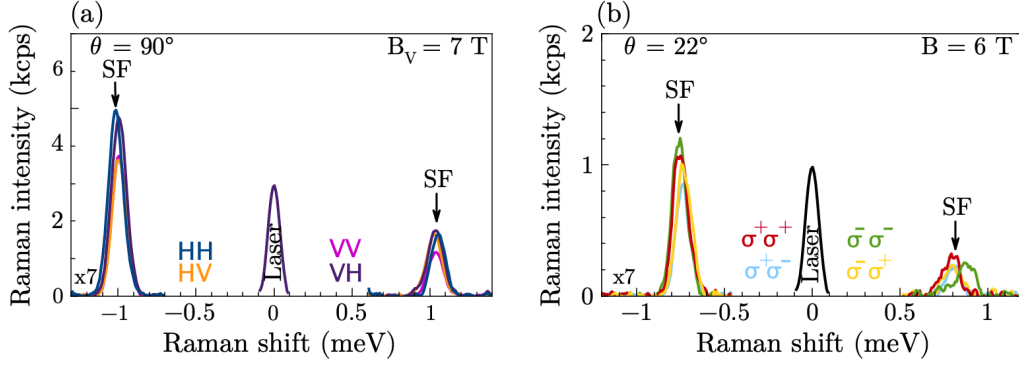 (a)
θ = 90°
B_V = 7 T
SF
SF
Raman intensity (kcps)
6
4
2
0
x7
HH
HV
Laser
VV
VH
−1
−0.5
0
0.5
1
Raman shift (meV)
(b)
θ = 22°
B = 6 T
SF
SF
Raman intensity (kcps)
2
1
0
x7
σ⁺σ⁺
σ⁺σ⁻
Laser
σ⁻σ⁻
σ⁻σ⁺
−1
−0.5
0
0.5
1
Raman shift (meV)